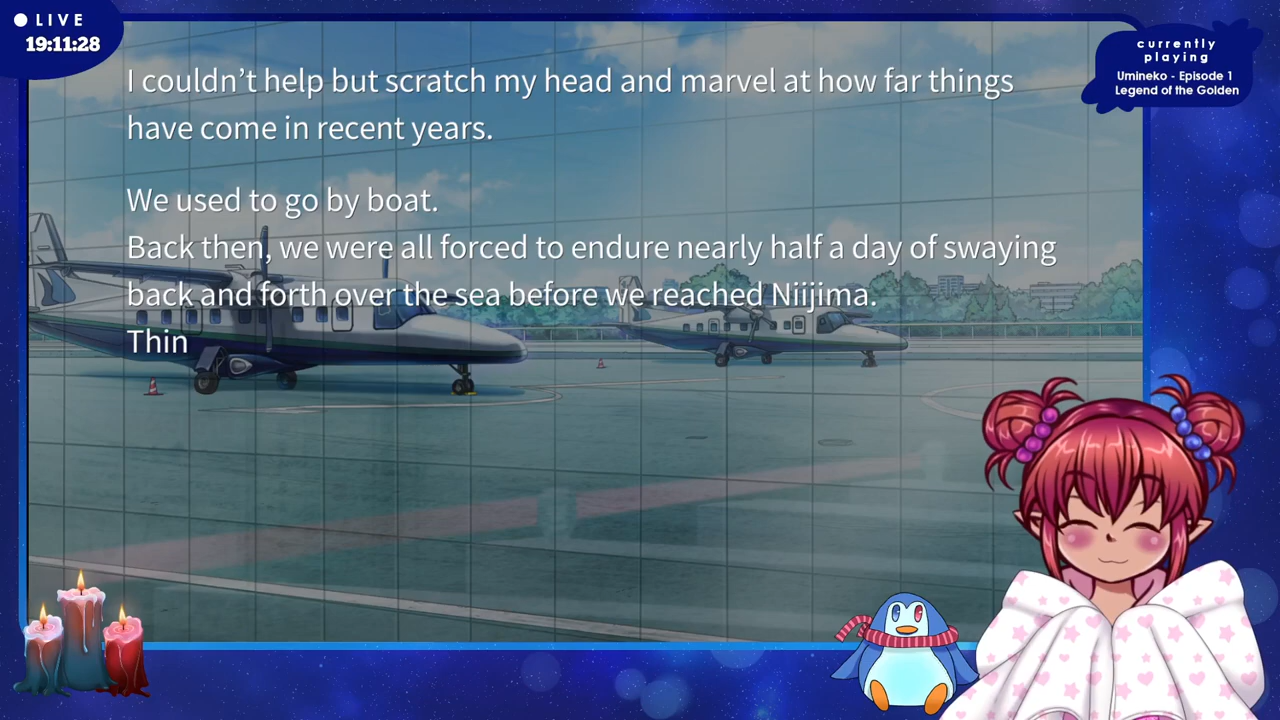 LIVE
19:11:28
currently
playing
Umineko - Episode 1
Legend of the Golden
I couldn’t help but scratch my head and marvel at how far things
have come in recent years.
We used to go by boat.
Back then, we were all forced to endure nearly half a day of swaying
back and forth over the sea before we reached Niijima.
Thin